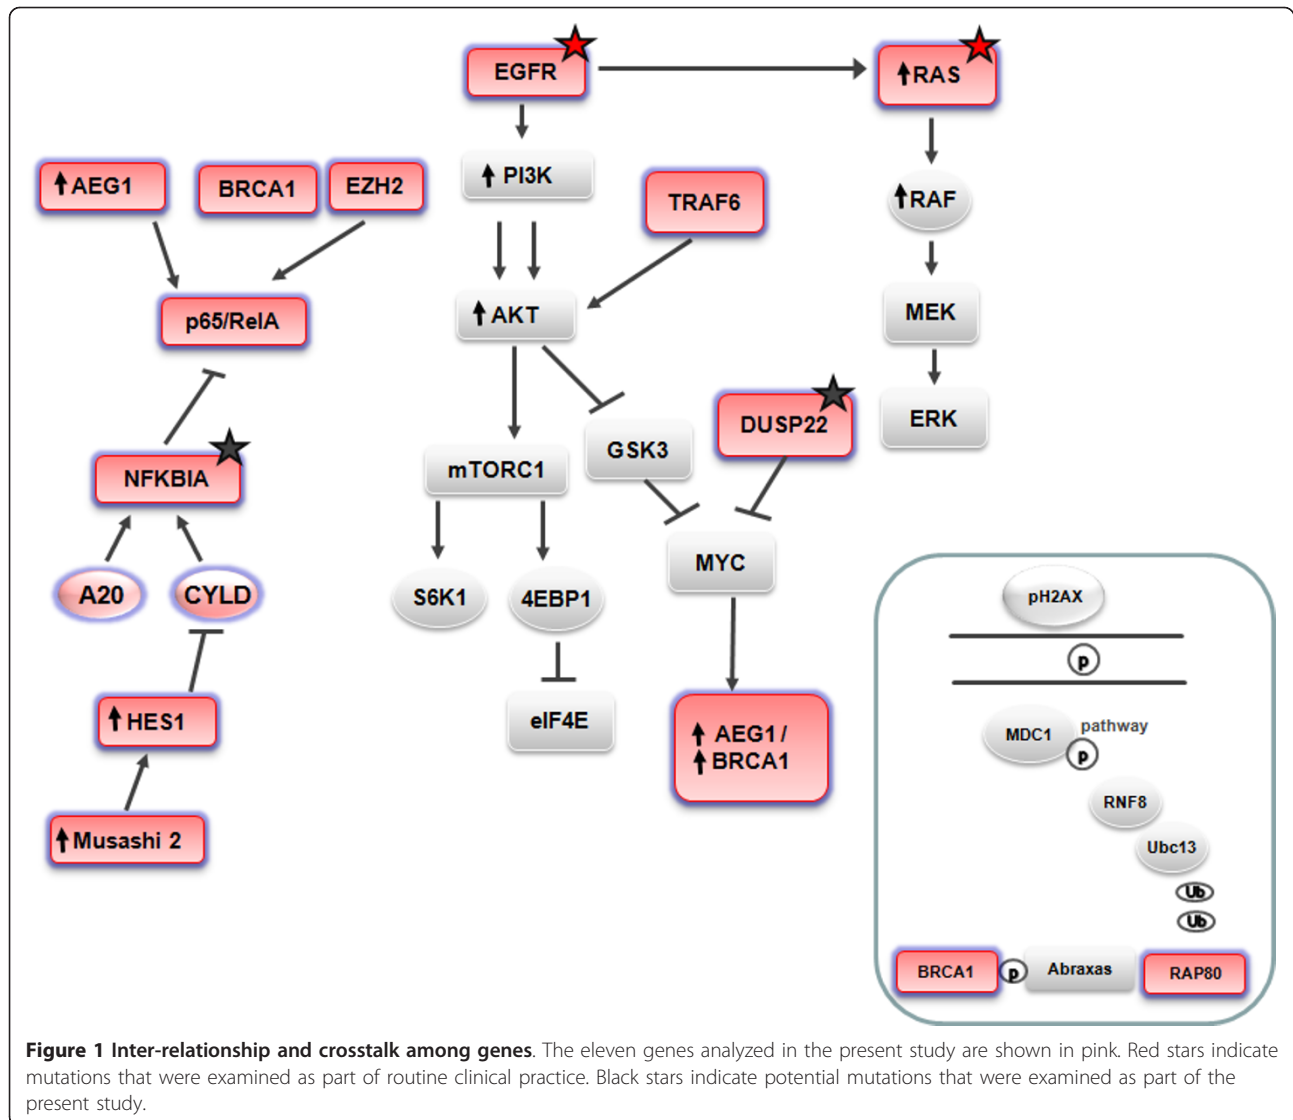 EGFR
RAS
AEG1
BRCA1
EZH2
PI3K
TRAF6
RAF
p65/RelA
AKT
MEK
NFKBIA
mTORC1
GSK3
DUSP22
ERK
A20
CYLD
S6K1
4EBP1
MYC
HES1
eIF4E
AEG1 /
BRCA1
Musashi 2
pH2AX
p
MDC1
pathway
p
RNF8
Ubc13
Ub
Ub
BRCA1
p
Abraxas
RAP80
Figure 1 Inter-relationship and crosstalk among genes. The eleven genes analyzed in the present study are shown in pink. Red stars indicate
mutations that were examined as part of routine clinical practice. Black stars indicate potential mutations that were examined as part of the
present study.